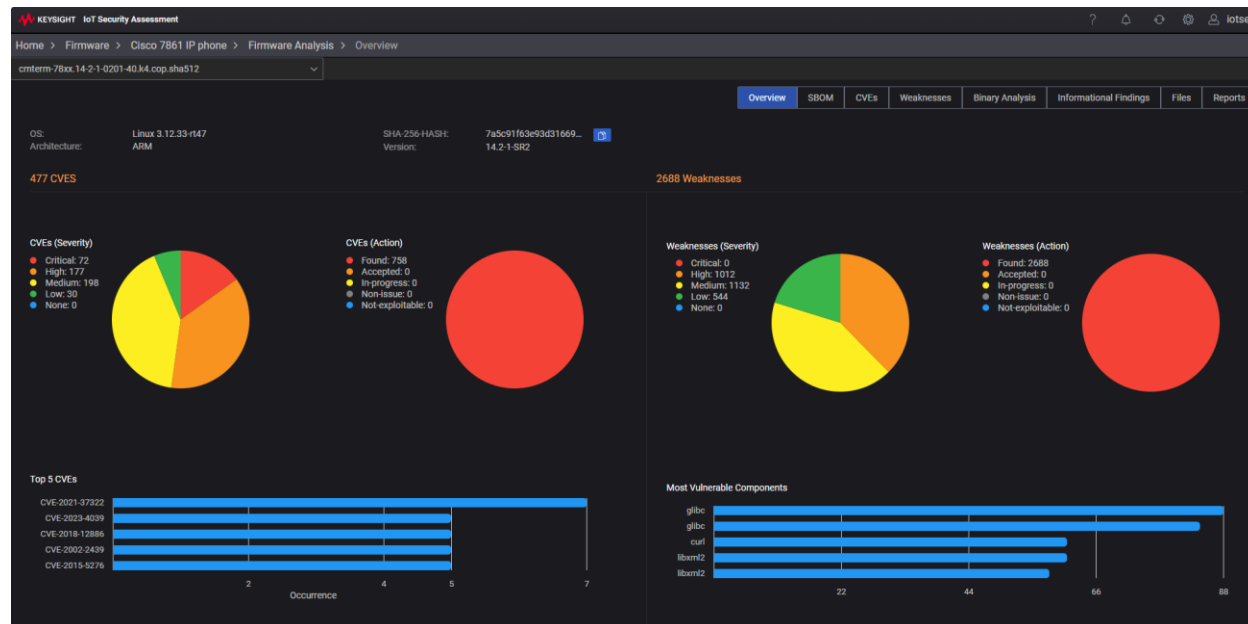 KEYSIGHT IoT Security Assessment
? iotse
Home > Firmware > Cisco 7861 IP phone > Firmware Analysis > Overview
cmterm-78xx.14-2-1-0201-40.k4.cop.sha512
Overview SBOM CVEs Weaknesses Binary Analysis Informational Findings Files Reports
OS: Linux 3.12.33-rt47 SHA-256-HASH: 7a5c91f63e93d31669...
Architecture: ARM Version: 14.2-1-SR2
477 CVES
CVEs (Severity)
Critical: 72
High: 177
Medium: 198
Low: 30
None: 0
CVEs (Action)
Found: 758
Accepted: 0
In-progress: 0
Non-issue: 0
Not-exploitable: 0
Top 5 CVEs
CVE-2021-37322
CVE-2023-4039
CVE-2018-12886
CVE-2002-2439
CVE-2015-5276
2 4 5 7
Occurrence
2688 Weaknesses
Weaknesses (Severity)
Critical: 0
High: 1012
Medium: 1132
Low: 544
None: 0
Weaknesses (Action)
Found: 2688
Accepted: 0
In-progress: 0
Non-issue: 0
Not-exploitable: 0
Most Vulnerable Components
glibc
glibc
curl
libxml2
libxml2
22 44 66 88